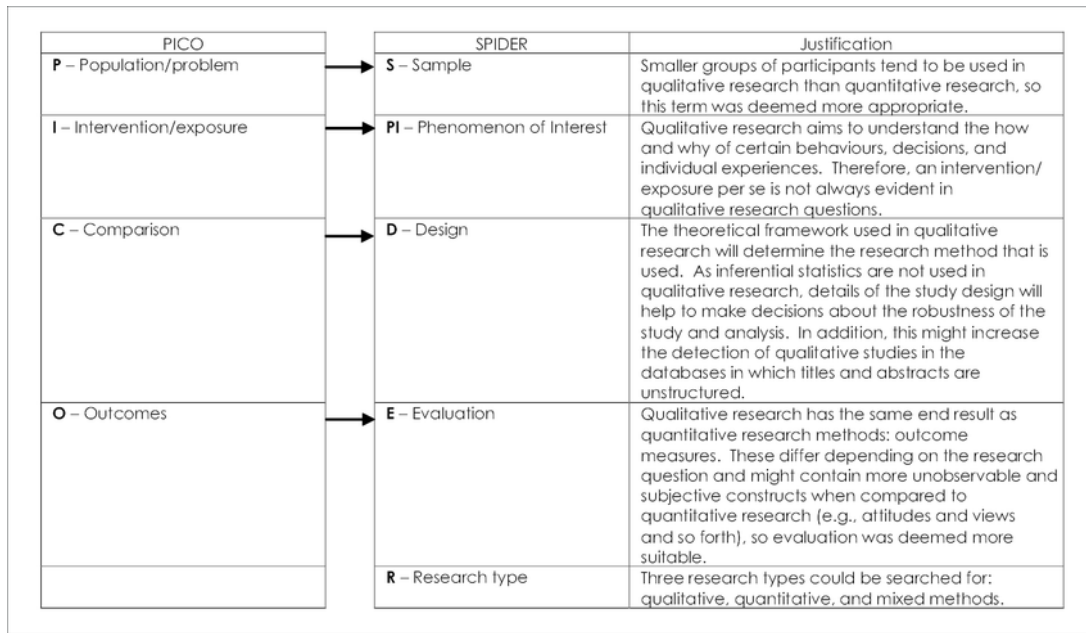 PICO SPIDER Justification
P – Population/problem S – Sample Smaller groups of participants tend to be used in
qualitative research than quantitative research, so
this term was deemed more appropriate.
I – Intervention/exposure PI – Phenomenon of Interest Qualitative research aims to understand the how
and why of certain behaviours, decisions, and
individual experiences. Therefore, an intervention/
exposure per se is not always evident in
qualitative research questions.
C – Comparison D – Design The theoretical framework used in qualitative
research will determine the research method that is
used. As inferential statistics are not used in
qualitative research, details of the study design will
help to make decisions about the robustness of the
study and analysis. In addition, this might increase
the detection of qualitative studies in the
databases in which titles and abstracts are
unstructured.
O – Outcomes E – Evaluation Qualitative research has the same end result as
quantitative research methods: outcome
measures. These differ depending on the research
question and might contain more unobservable and
subjective constructs when compared to
quantitative research (e.g., attitudes and views
and so forth), so evaluation was deemed more
suitable.
R – Research type Three research types could be searched for:
qualitative, quantitative, and mixed methods.